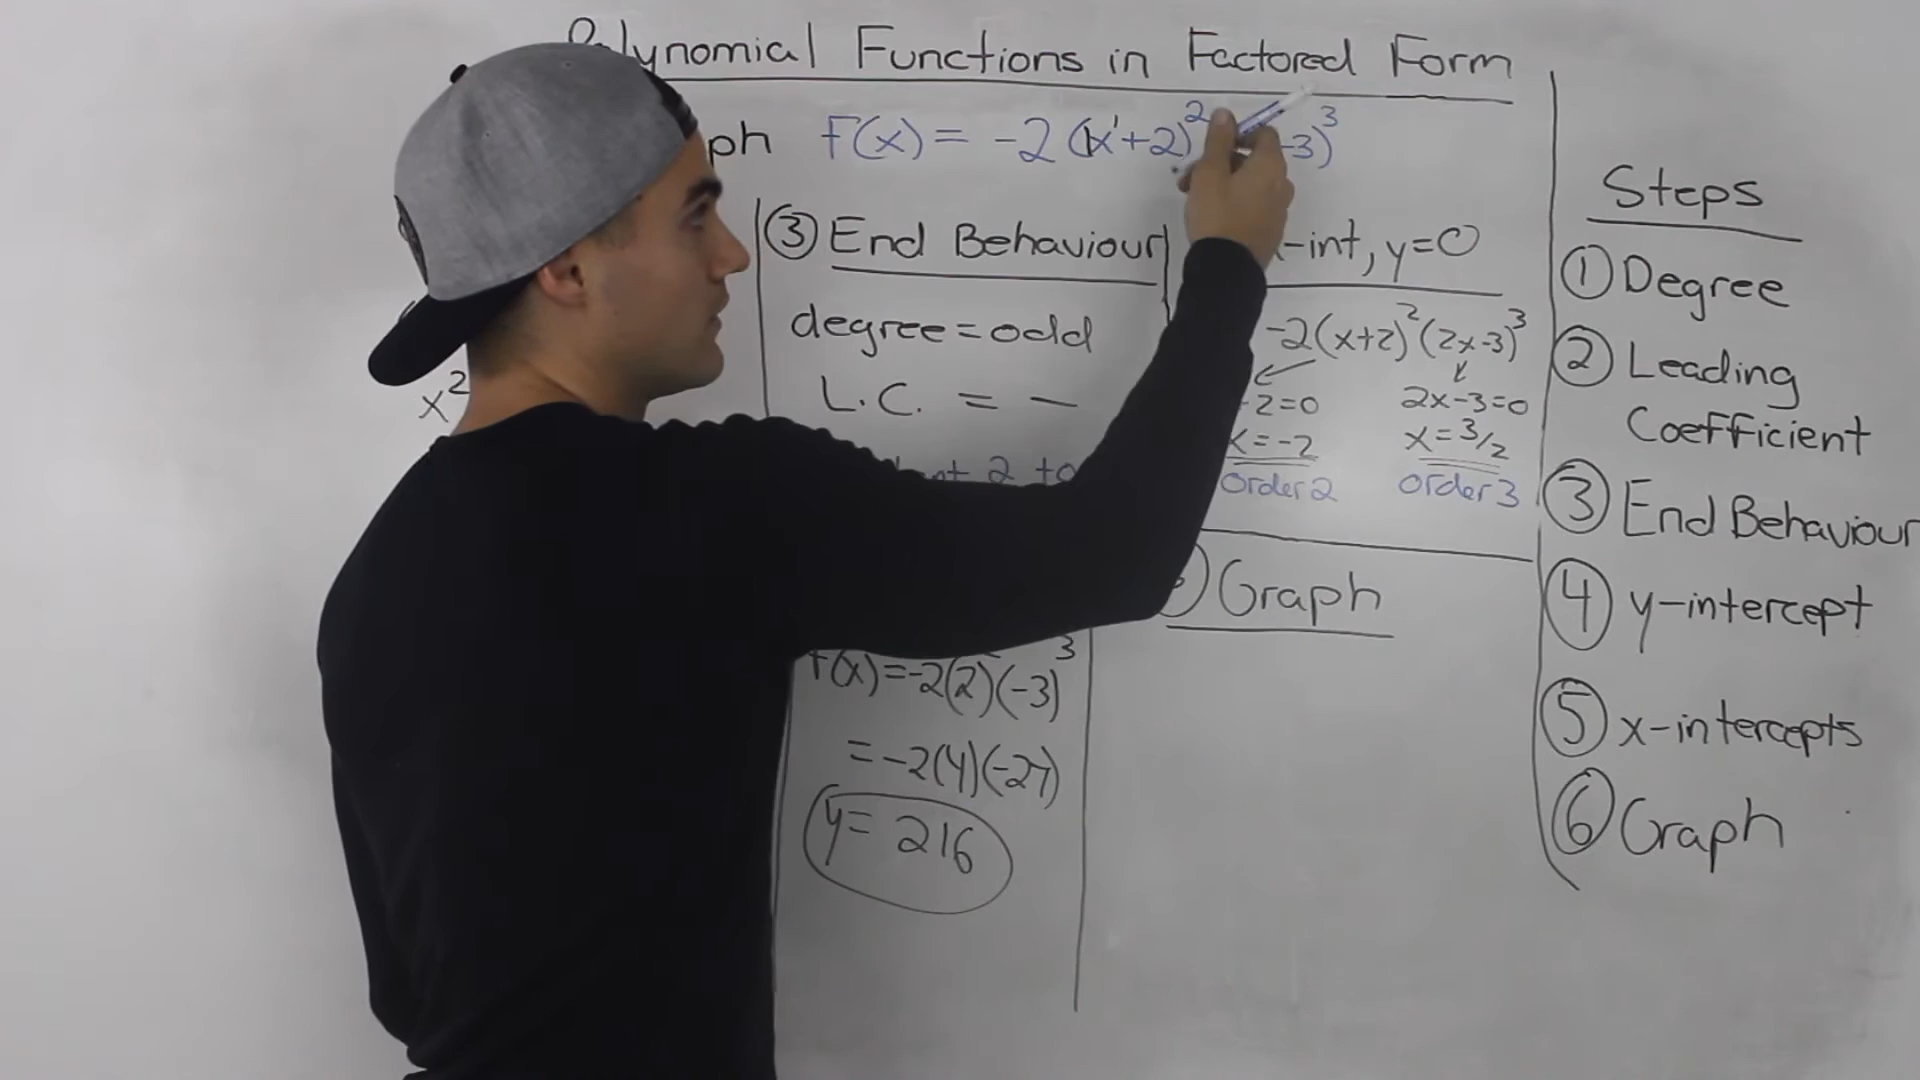 Polynomial Functions in Factored Form
F(x) = -2(x+2)² -3)³
x²
③ End Behaviour
degree = odd
L.C. = -
2 to
F(x)=-2(2)²(-3)³
=-2(4)(-27)
y= 216
x-int, y=0
-2(x+2)²(2x-3)³
2=0 2x-3=0
x=-2 x=3/2
order 2 order 3
Graph
Steps
① Degree
② Leading
Coefficient
③ End Behaviour
④ y-intercept
⑤ x-intercepts
⑥ Graph